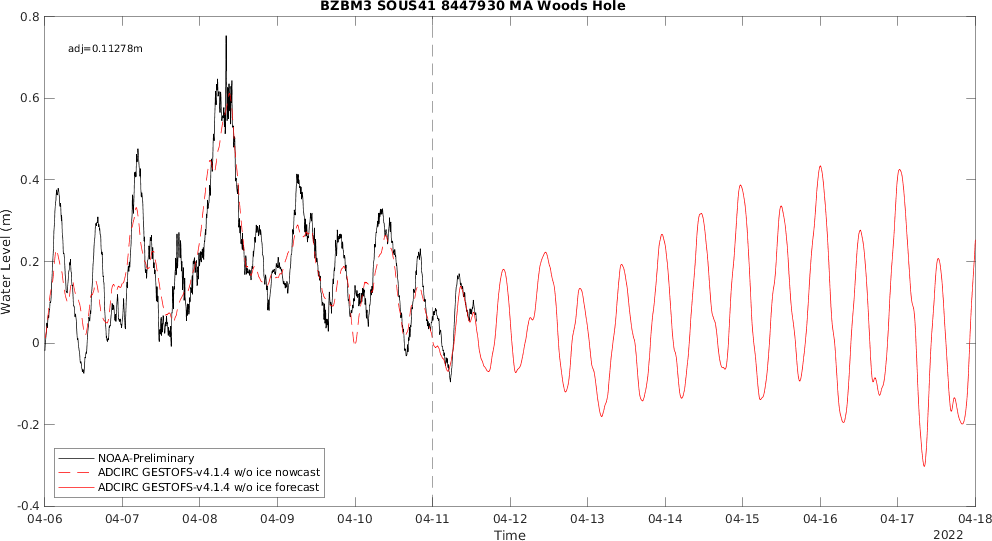 BZBM3 SOUS41 8447930 MA Woods Hole
adj=0.11278m
0.8
0.6
0.4
0.2
0
-0.2
-0.4
Water Level (m)
NOAA-Preliminary
ADCIRC GESTOFS-v4.1.4 w/o ice nowcast
ADCIRC GESTOFS-v4.1.4 w/o ice forecast
04-06 04-07 04-08 04-09 04-10 04-11 04-12 04-13 04-14 04-15 04-16 04-17 04-18
Time
2022